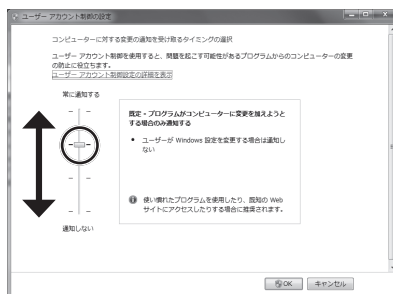 ユーザー アカウント制御の設定
コンピューターに対する変更の通知を受け取るタイミングの選択
ユーザー アカウント制御を使用すると、問題を起こす可能性があるプログラムからのコンピューターの変更
の防止に役立ちます。
ユーザー アカウント制御設定の詳細を表示
常に通知する
既定 - プログラムがコンピューターに変更を加えようと
する場合のみ通知する
• ユーザーが Windows 設定を変更する場合は通知し
ない
使い慣れたプログラムを使用したり、既知の Web
サイトにアクセスしたりする場合に推奨されます。
通知しない
OK
キャンセル